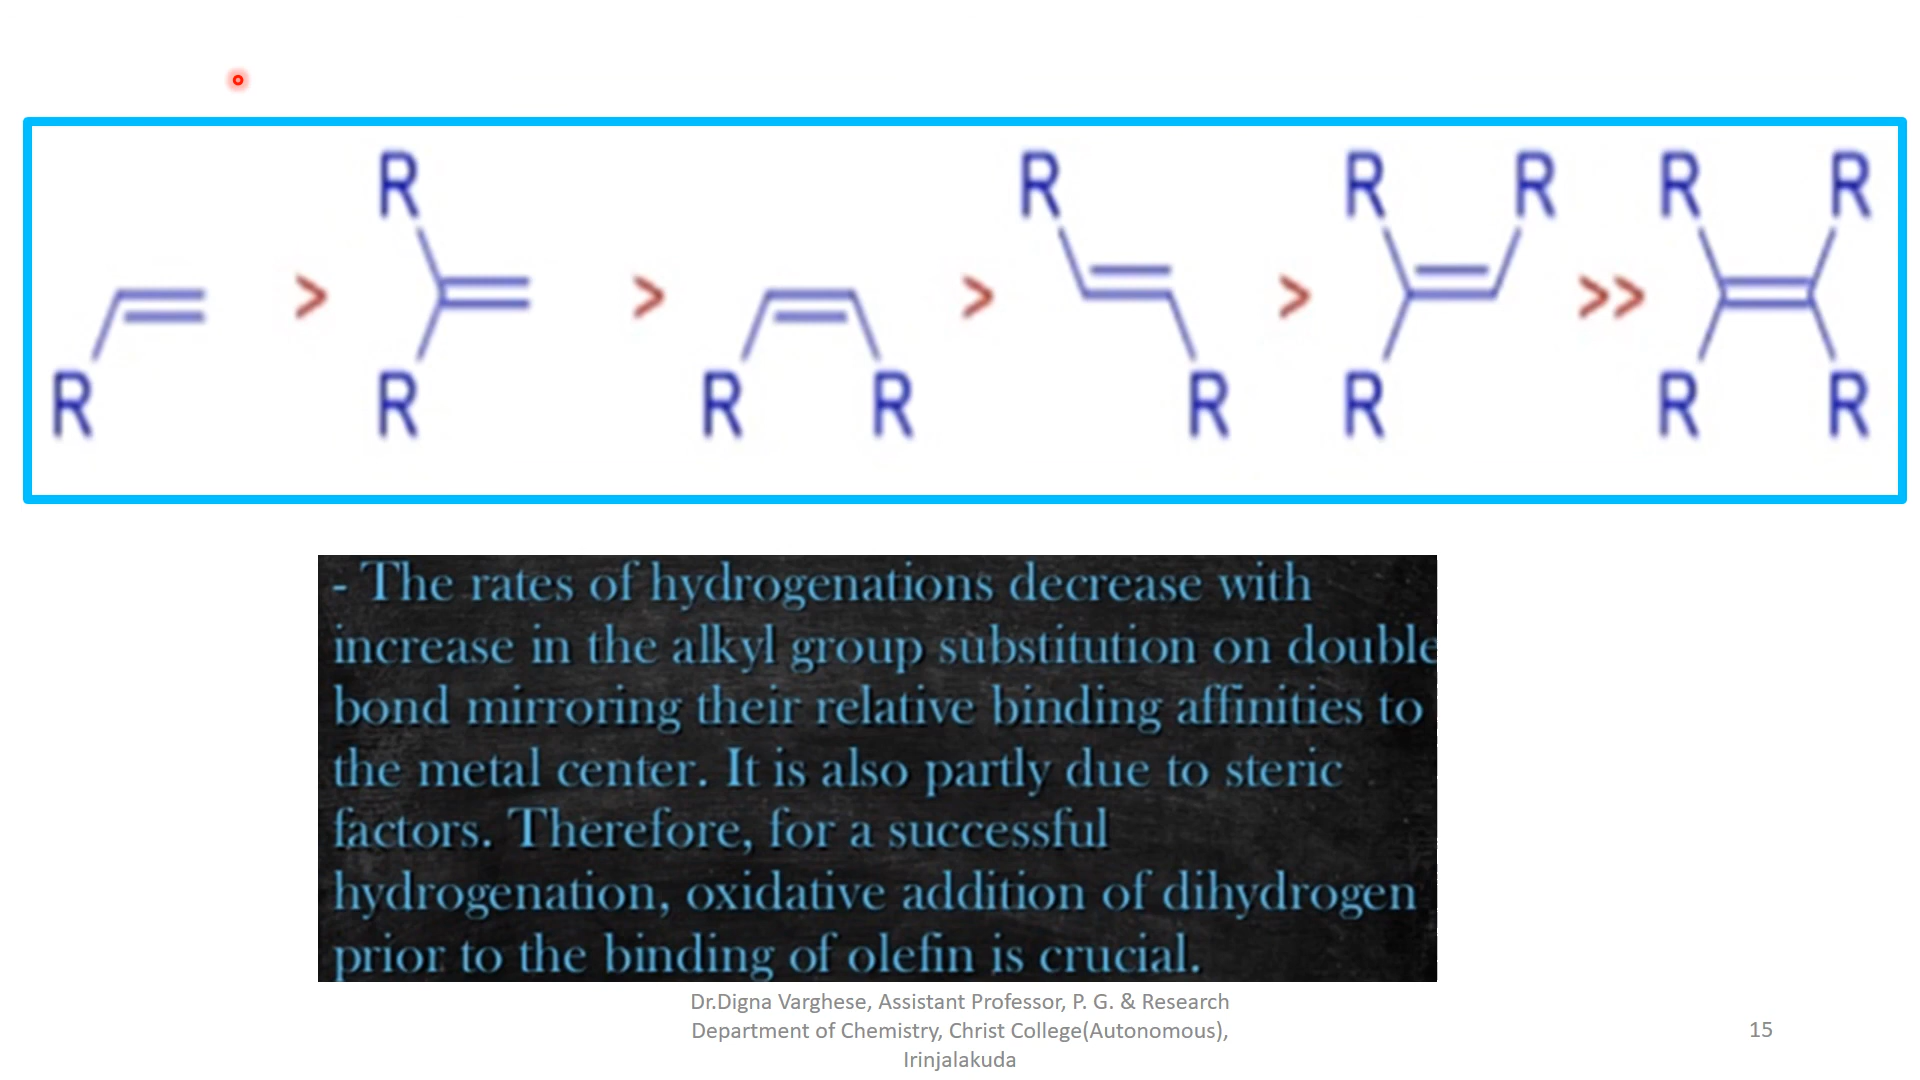 R R R R R R
> > > > >>
R R R R R R R R
- The rates of hydrogenations decrease with
increase in the alkyl group substitution on double
bond mirroring their relative binding affinities to
the metal center. It is also partly due to steric
factors. Therefore, for a successful
hydrogenation, oxidative addition of dihydrogen
prior to the binding of olefin is crucial.
Dr.Digna Varghese, Assistant Professor, P. G. & Research
Department of Chemistry, Christ College(Autonomous),
Irinjalakuda
15